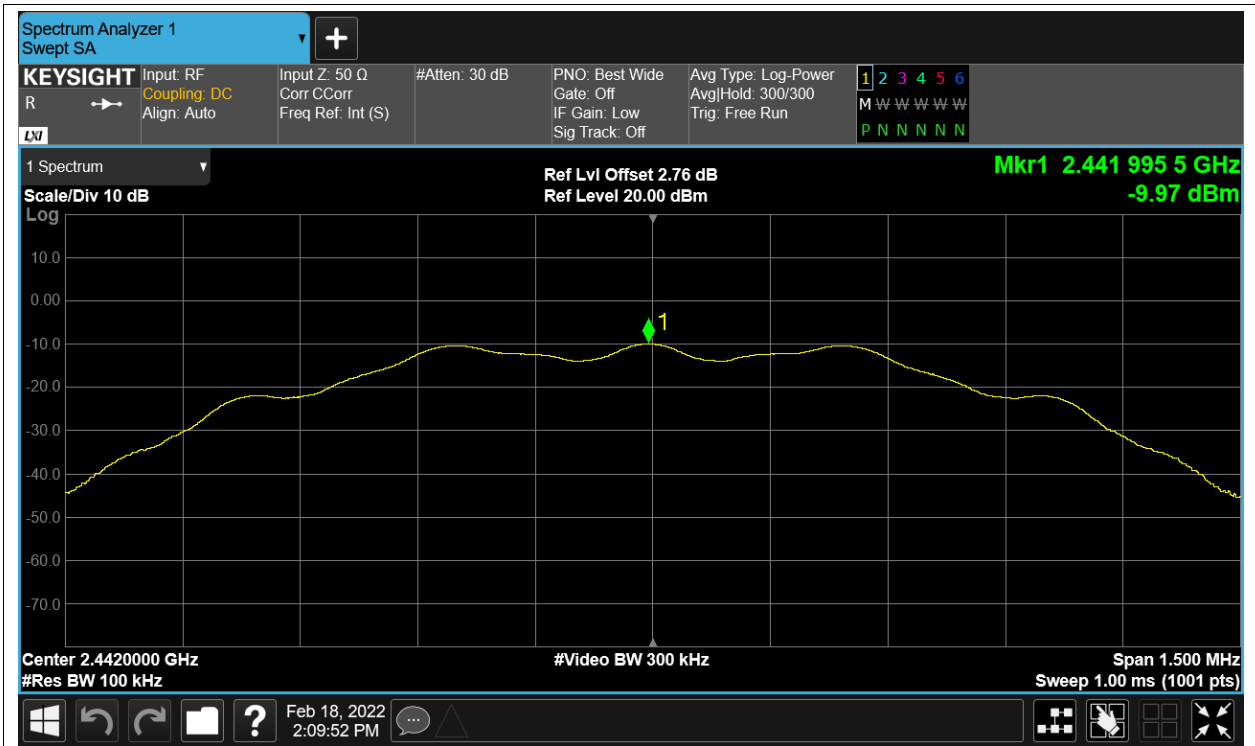 Spectrum Analyzer 1
Swept SA
KEYSIGHT
R
LXI
Input: RF
Coupling: DC
Align: Auto
Input Z: 50 Ω
Corr CCorr
Freq Ref: Int (S)
#Atten: 30 dB
PNO: Best Wide
Gate: Off
IF Gain: Low
Sig Track: Off
Avg Type: Log-Power
Avg|Hold: 300/300
Trig: Free Run
1 2 3 4 5 6
M W W W W W
P N N N N N
1 Spectrum
Scale/Div 10 dB
Log
Ref Lvl Offset 2.76 dB
Ref Level 20.00 dBm
Mkr1 2.441 995 5 GHz
-9.97 dBm
10.0
0.00
1
-10.0
-20.0
-30.0
-40.0
-50.0
-60.0
-70.0
Center 2.4420000 GHz
#Video BW 300 kHz
Span 1.500 MHz
#Res BW 100 kHz
Sweep 1.00 ms (1001 pts)
?
Feb 18, 2022
2:09:52 PM